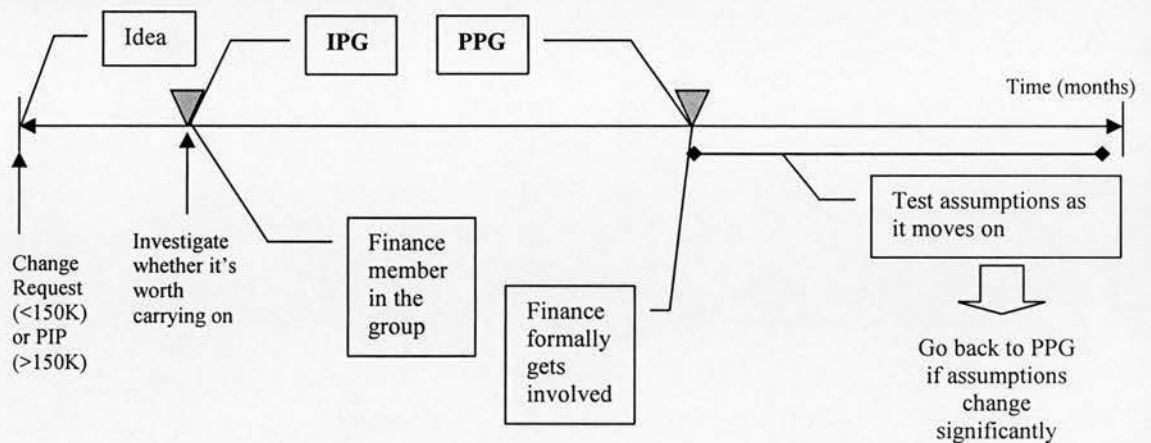 Idea
IPG
PPG
Time (months)
Change
Request
(<150K)
or PIP
(>150K)
Investigate
whether it's
worth
carrying on
Finance
member
in the
group
Finance
formally
gets
involved
Test assumptions as
it moves on
Go back to PPG
if assumptions
change
significantly